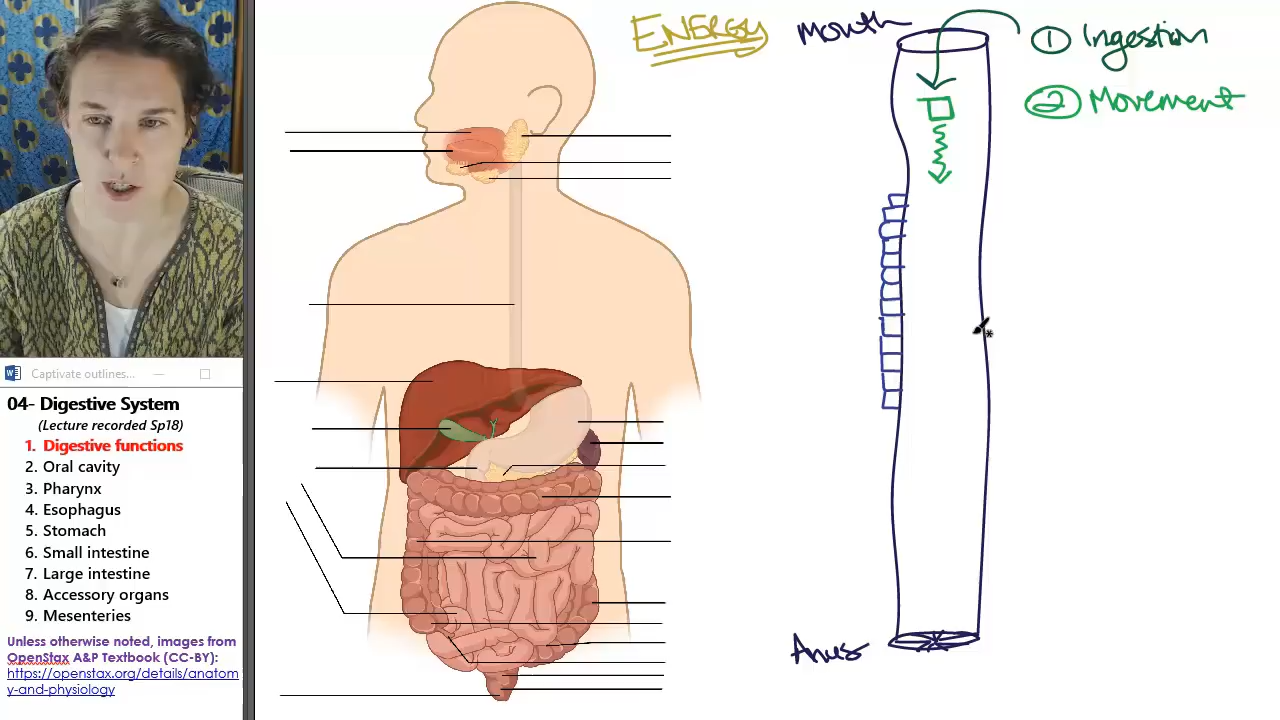 ENERGY
Mouth
① Ingestion
② Movement
Anus
Captivate outlines...
04- Digestive System
(Lecture recorded Sp18)
1. Digestive functions
2. Oral cavity
3. Pharynx
4. Esophagus
5. Stomach
6. Small intestine
7. Large intestine
8. Accessory organs
9. Mesenteries
Unless otherwise noted, images from
OpenStax A&P Textbook (CC-BY):
https://openstax.org/details/anatom
y-and-physiology